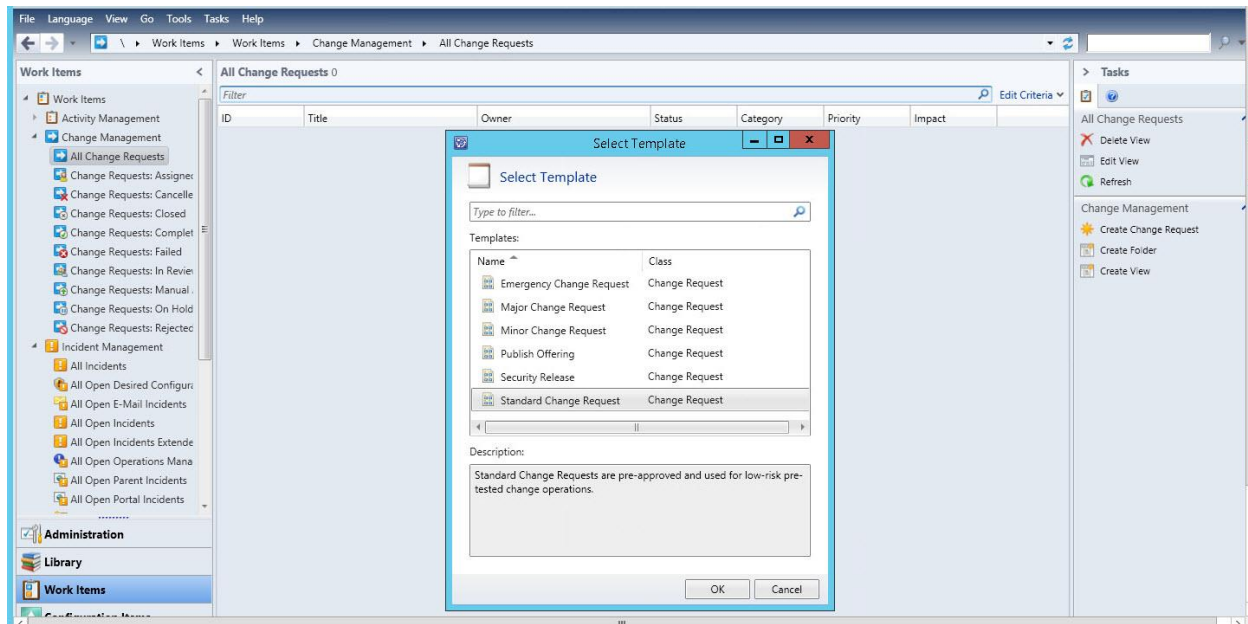 File Language View Go Tools Tasks Help
\ Work Items Work Items Change Management All Change Requests
Work Items
Work Items
Activity Management
Change Management
All Change Requests
Change Requests: Assigned
Change Requests: Cancelle
Change Requests: Closed
Change Requests: Complet
Change Requests: Failed
Change Requests: In Review
Change Requests: Manual
Change Requests: On Hold
Change Requests: Rejected
Incident Management
All Incidents
All Open Desired Configura
All Open E-Mail Incidents
All Open Incidents
All Open Incidents Extende
All Open Operations Mana
All Open Parent Incidents
All Open Portal Incidents
Administration
Library
Work Items
Configuration Items
All Change Requests 0
Filter
Edit Criteria
ID Title Owner Status Category Priority Impact
Select Template
Select Template
Type to filter...
Templates:
Name Class
Emergency Change Request Change Request
Major Change Request Change Request
Minor Change Request Change Request
Publish Offering Change Request
Security Release Change Request
Standard Change Request Change Request
Description:
Standard Change Requests are pre-approved and used for low-risk pre-
tested change operations.
OK Cancel
Tasks
All Change Requests
Delete View
Edit View
Refresh
Change Management
Create Change Request
Create Folder
Create View